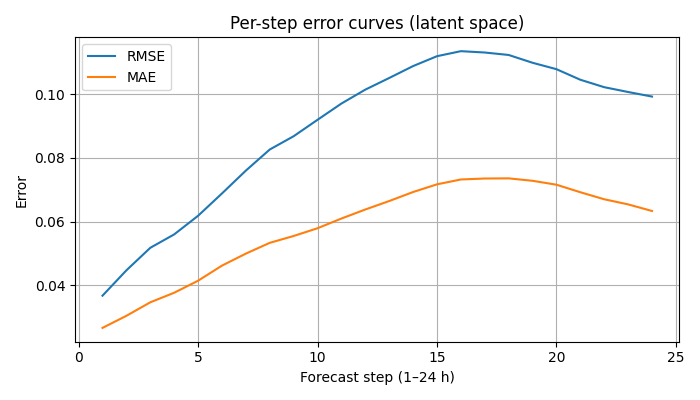 Per-step error curves (latent space)
RMSE
MAE
Error
0.10
0.08
0.06
0.04
0 5 10 15 20 25
Forecast step (1–24 h)